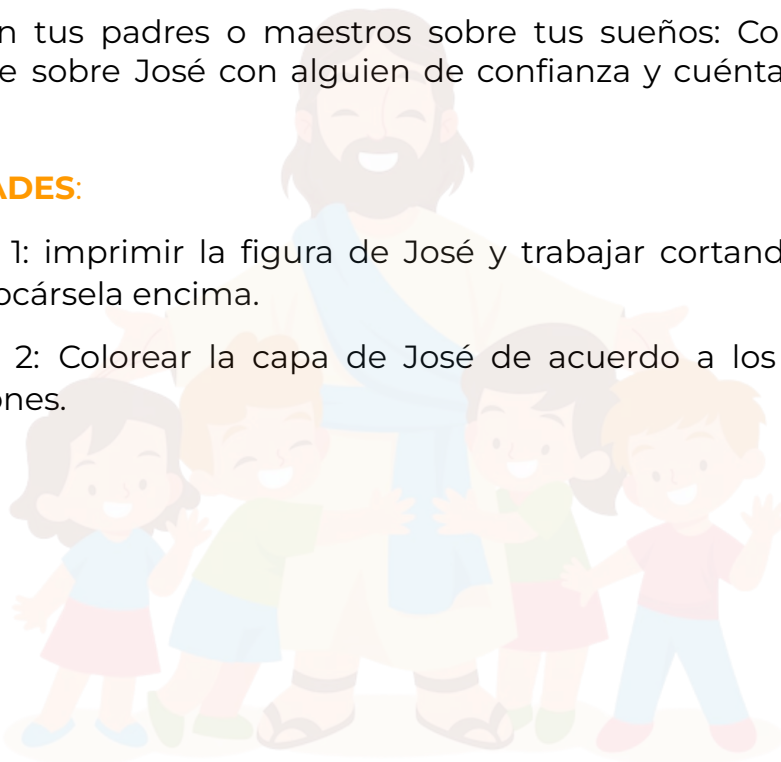 n tus padres o maestros sobre tus sueños: Co
e sobre José con alguien de confianza y cuénta
ADES:
1: imprimir la figura de José y trabajar cortand
ocársela encima.
2: Colorear la capa de José de acuerdo a los
ones.